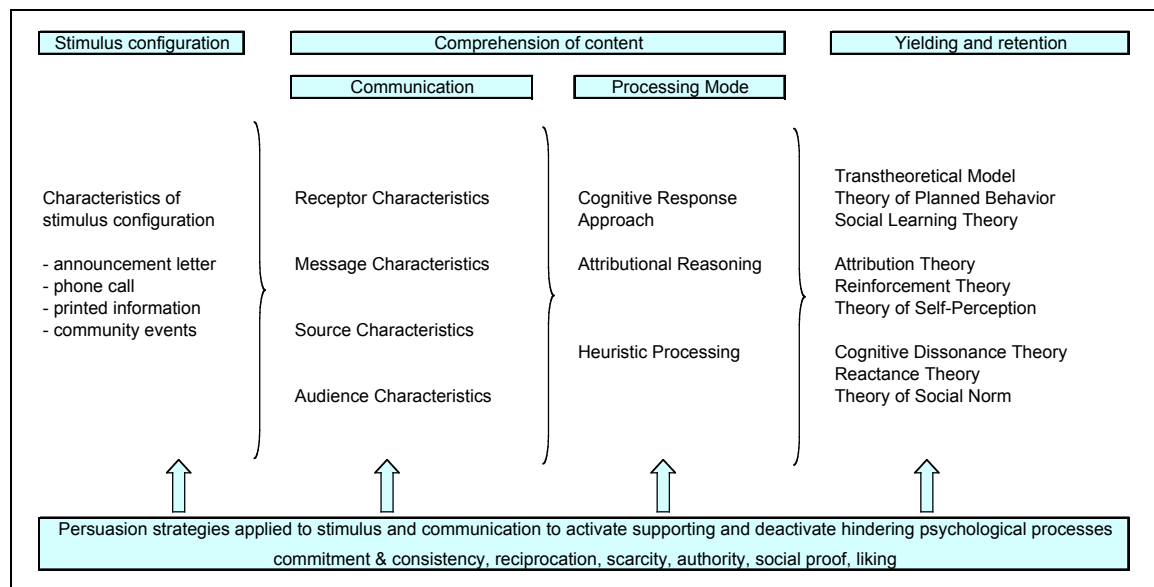 Stimulus configuration
Comprehension of content
Yielding and retention
Communication
Processing Mode
Characteristics of
stimulus configuration
- announcement letter
- phone call
- printed information
- community events
Receptor Characteristics
Message Characteristics
Source Characteristics
Audience Characteristics
Cognitive Response
Approach
Attributional Reasoning
Heuristic Processing
Transtheoretical Model
Theory of Planned Behavior
Social Learning Theory
Attribution Theory
Reinforcement Theory
Theory of Self-Perception
Cognitive Dissonance Theory
Reactance Theory
Theory of Social Norm
Persuasion strategies applied to stimulus and communication to activate supporting and deactivate hindering psychological processes
commitment & consistency, reciprocation, scarcity, authority, social proof, liking